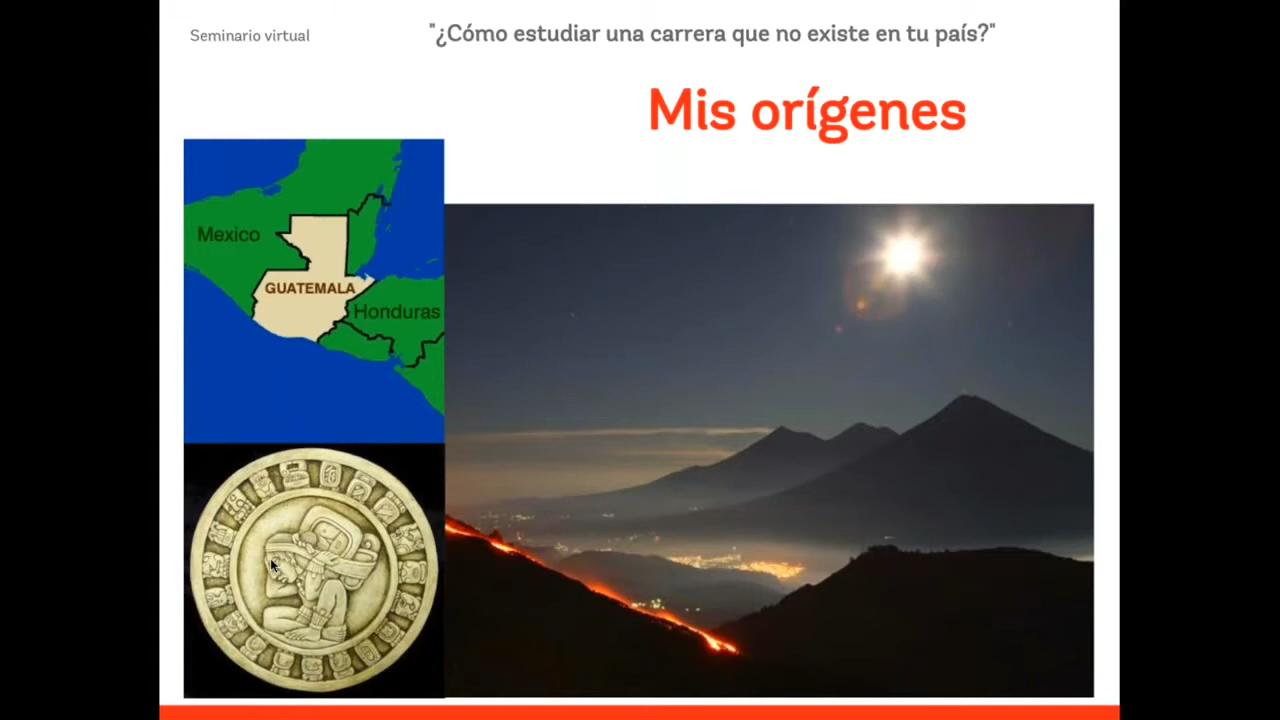 Seminario virtual
"¿Cómo estudiar una carrera que no existe en tu país?"
Mis orígenes
Mexico
GUATEMALA
Honduras